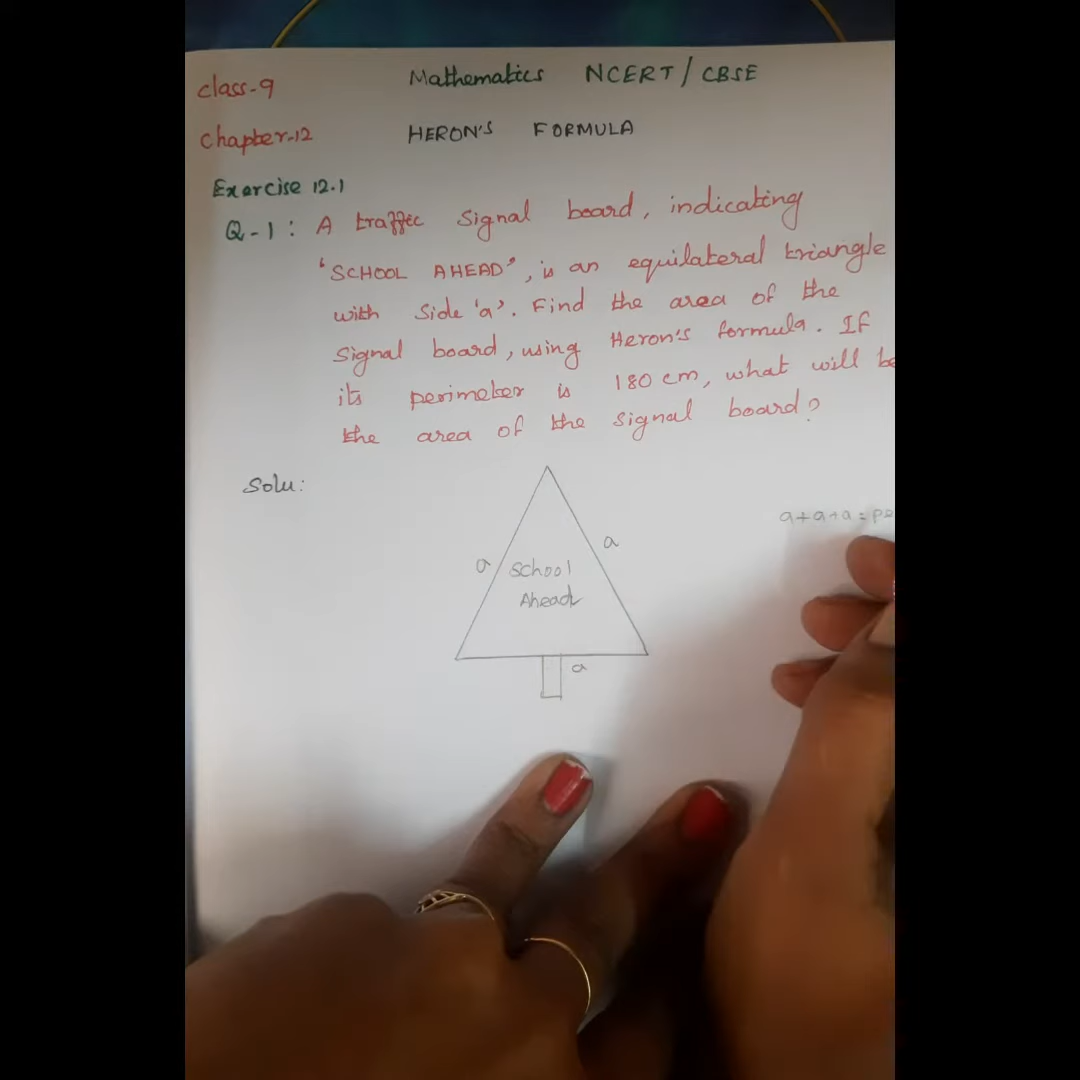 class-9 Mathematics NCERT/CBSE
Chapter-12 HERON'S FORMULA
Exercise 12.1
Q-1: A traffic Signal board, indicating
'SCHOOL AHEAD', is an equilateral triangle
with Side 'a'. Find the area of the
Signal board, using Heron's formula. If
its perimeter is 180 cm, what will be
the area of the signal board?
Solu:
a+a+a=pe
a
a
School
Ahead
a